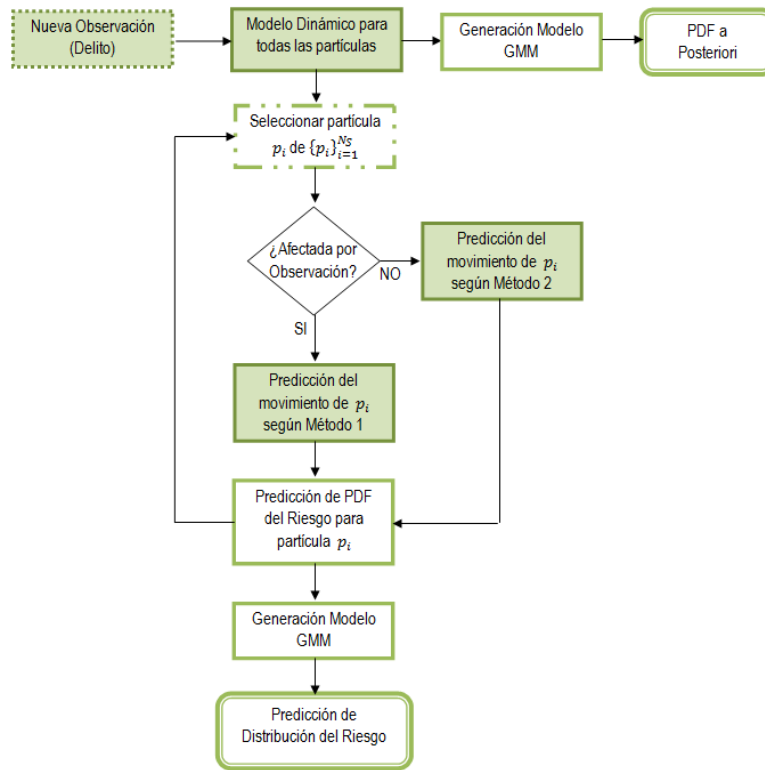 Nueva Observación
(Delito)
Modelo Dinámico para
todas las partículas
Generación Modelo
GMM
PDF a
Posteriori
Seleccionar partícula
$p_i$ de $\{p_i\}_{i=1}^{N_S}$
¿Afectada por
Observación?
NO
Predicción del
movimiento de $p_i$
según Método 2
SI
Predicción del
movimiento de $p_i$
según Método 1
Predicción de PDF
del Riesgo para
partícula $p_i$
Generación Modelo
GMM
Predicción de
Distribución del Riesgo